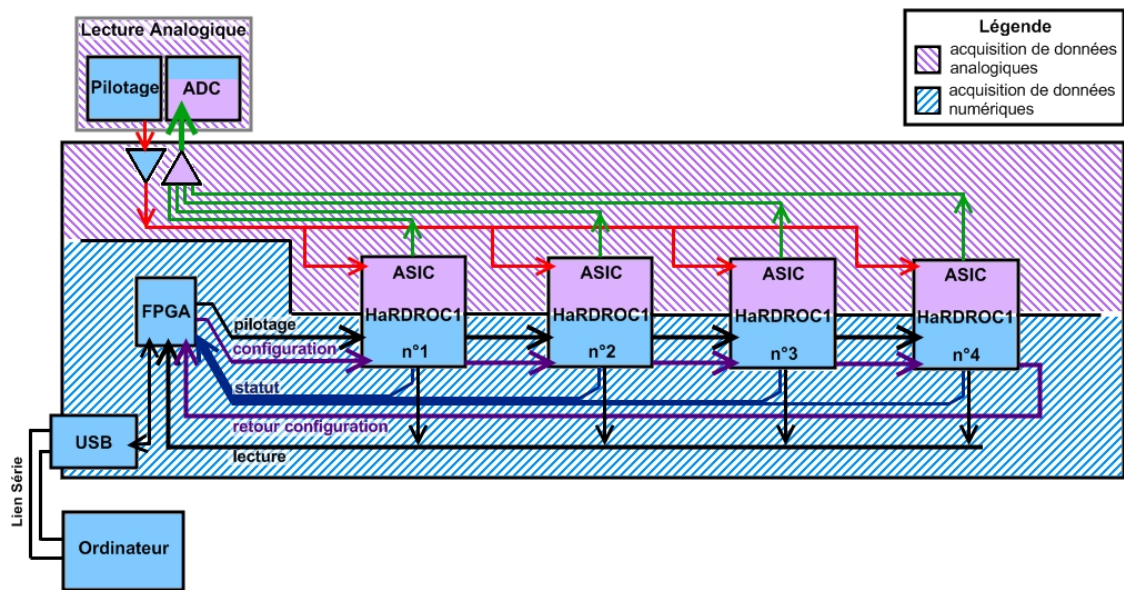 Lecture Analogique
Pilotage
ADC
Légende
acquisition de données
analogiques
acquisition de données
numériques
FPGA
pilotage
configuration
statut
retour configuration
lecture
ASIC
HaRDROC1
n°1
ASIC
HaRDROC1
n°2
ASIC
HaRDROC1
n°3
ASIC
HaRDROC1
n°4
USB
Lien Série
Ordinateur